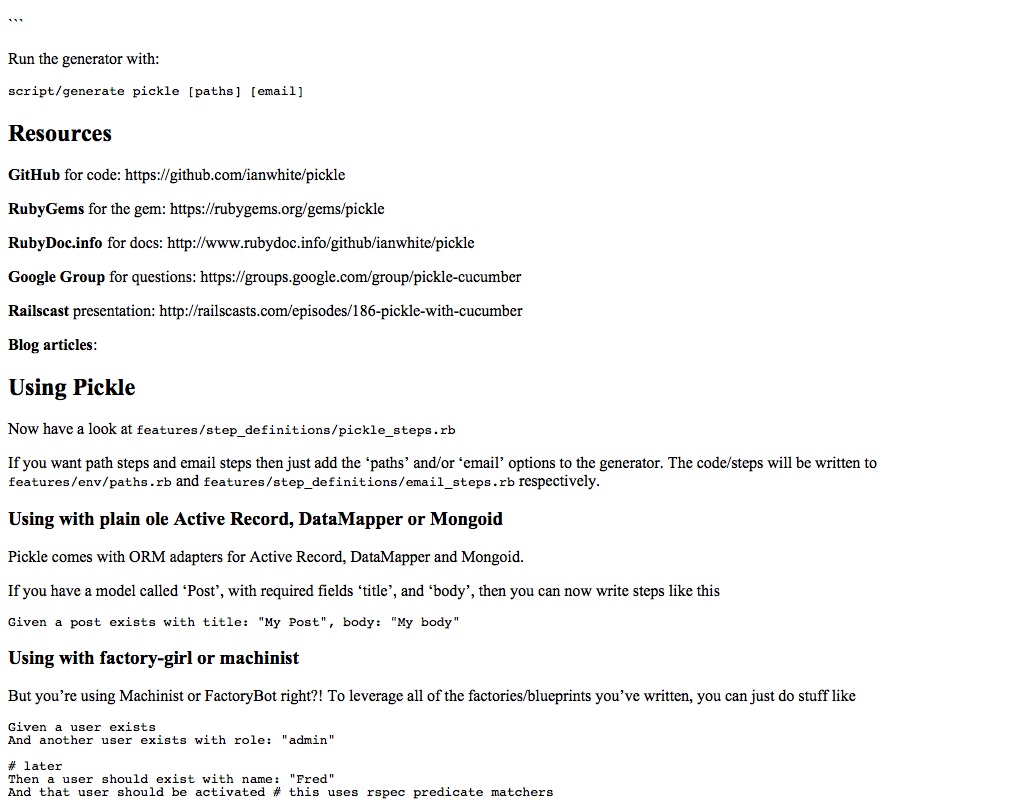 ```
Run the generator with:
script/generate pickle [paths] [email]
Resources
GitHub for code: https://github.com/ianwhite/pickle
RubyGems for the gem: https://rubygems.org/gems/pickle
RubyDoc.info for docs: http://www.rubydoc.info/github/ianwhite/pickle
Google Group for questions: https://groups.google.com/group/pickle-cucumber
Railscast presentation: http://railscasts.com/episodes/186-pickle-with-cucumber
Blog articles:
Using Pickle
Now have a look at features/step_definitions/pickle_steps.rb
If you want path steps and email steps then just add the ‘paths’ and/or ‘email’ options to the generator. The code/steps will be written to
features/env/paths.rb and features/step_definitions/email_steps.rb respectively.
Using with plain ole Active Record, DataMapper or Mongoid
Pickle comes with ORM adapters for Active Record, DataMapper and Mongoid.
If you have a model called ‘Post’, with required fields ‘title’, and ‘body’, then you can now write steps like this
Given a post exists with title: "My Post", body: "My body"
Using with factory-girl or machinist
But you’re using Machinist or FactoryBot right?! To leverage all of the factories/blueprints you’ve written, you can just do stuff like
Given a user exists
And another user exists with role: "admin"
# later
Then a user should exist with name: "Fred"
And that user should be activated # this uses rspec predicate matchers